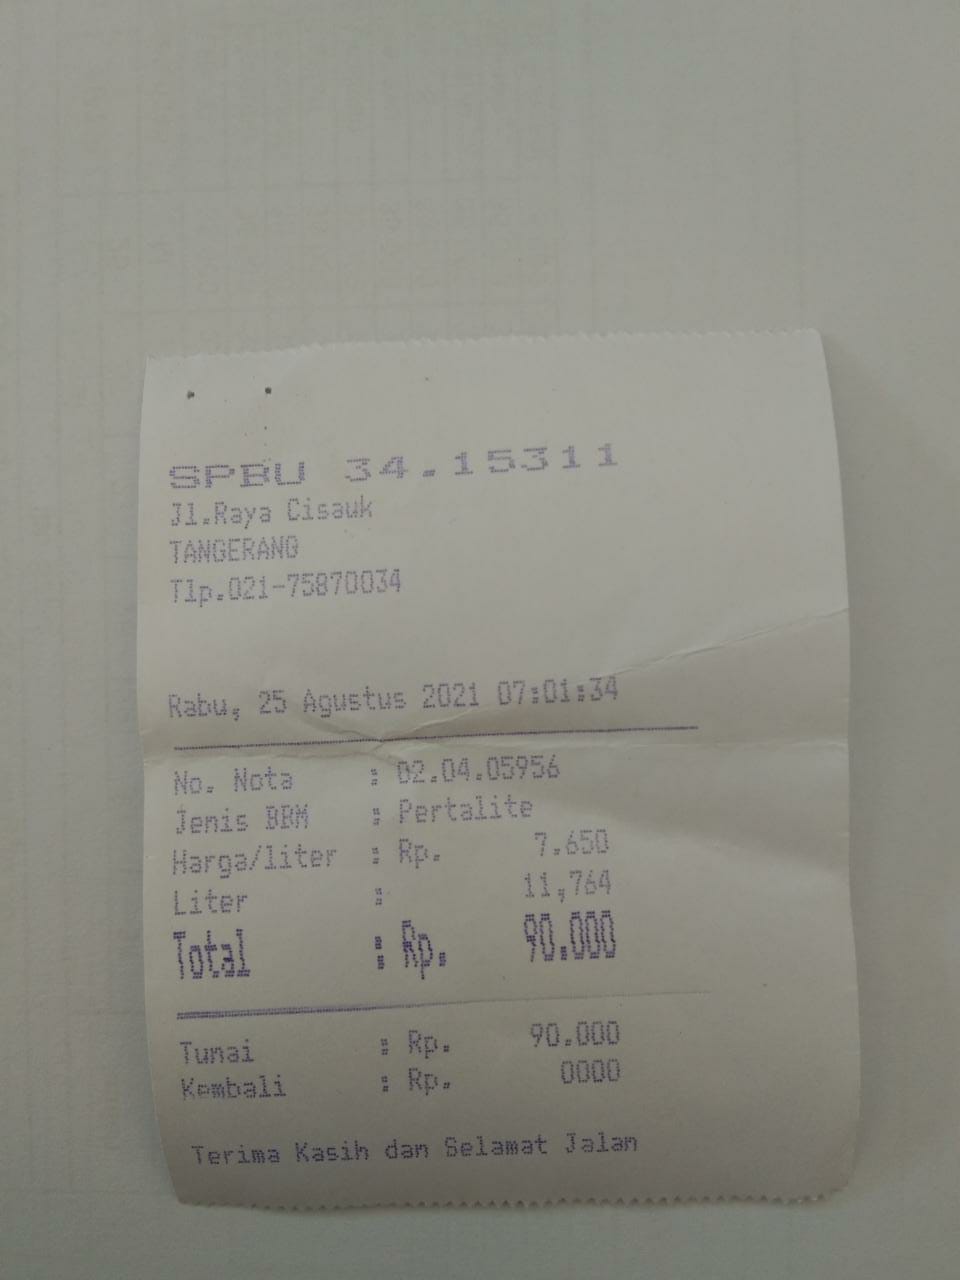 SPBU 34.15311
Jl.Raya Cisauk
TANGERANG
Tlp.021-75870034
Rabu, 25 Agustus 2021 07:01:34
No. Nota : 02.04.05956
Jenis BBM : Pertalite
Harga/liter : Rp. 7.650
Liter : 11,764
Total : Rp. 90.000
Tunai : Rp. 90.000
Kembali : Rp. 0000
Terima Kasih dan Selamat Jalan